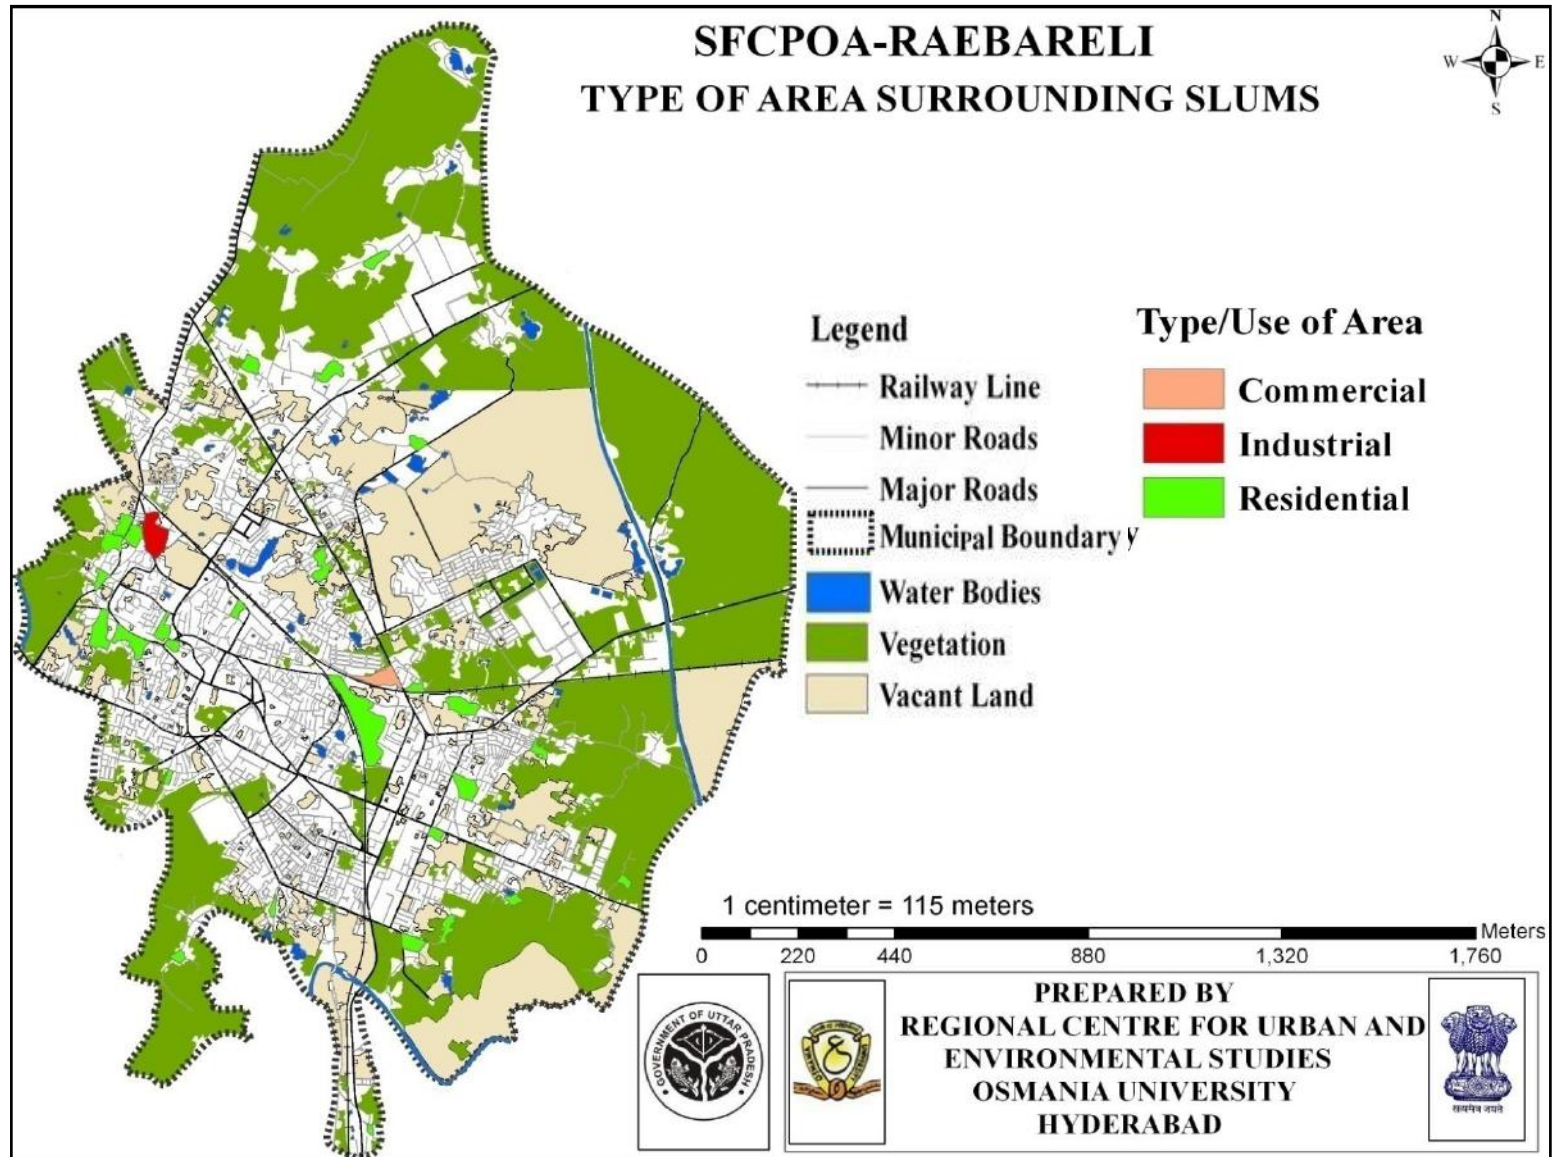 SFCPOA-RAEBARELI
TYPE OF AREA SURROUNDING SLUMS
N
W E
S
Legend
Railway Line
Minor Roads
Major Roads
Municipal Boundary
Water Bodies
Vegetation
Vacant Land
Type/Use of Area
Commercial
Industrial
Residential
1 centimeter = 115 meters
Meters
0 220 440 880 1,320 1,760
GOVERNMENT OF UTTAR PRADESH
PREPARED BY
REGIONAL CENTRE FOR URBAN AND
ENVIRONMENTAL STUDIES
OSMANIA UNIVERSITY
HYDERABAD
सत्यमेव जयते